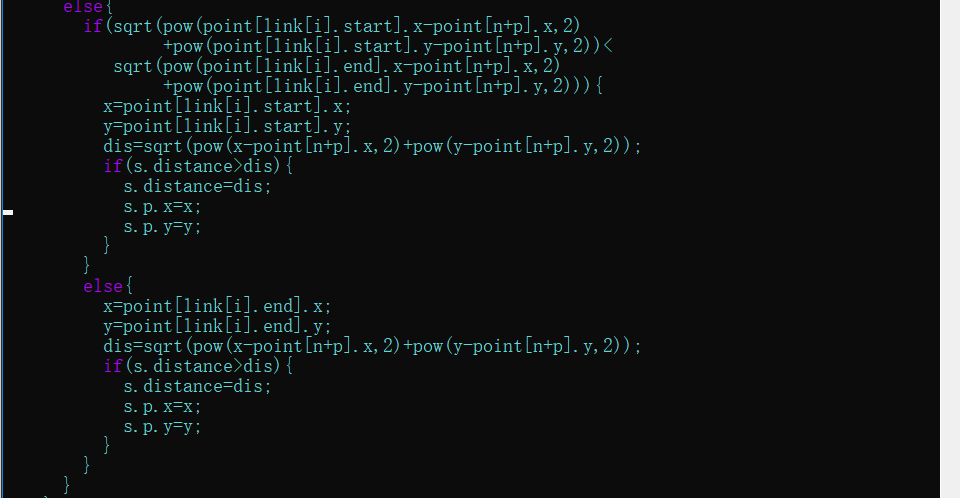 else{
if(sqrt(pow(point[link[i].start].x-point[n+p].x,2)
+pow(point[link[i].start].y-point[n+p].y,2))<
sqrt(pow(point[link[i].end].x-point[n+p].x,2)
+pow(point[link[i].end].y-point[n+p].y,2))){
x=point[link[i].start].x;
y=point[link[i].start].y;
dis=sqrt(pow(x-point[n+p].x,2)+pow(y-point[n+p].y,2));
if(s.distance>dis){
s.distance=dis;
s.p.x=x;
s.p.y=y;
}
}
else{
x=point[link[i].end].x;
y=point[link[i].end].y;
dis=sqrt(pow(x-point[n+p].x,2)+pow(y-point[n+p].y,2));
if(s.distance>dis){
s.distance=dis;
s.p.x=x;
s.p.y=y;
}
}
}